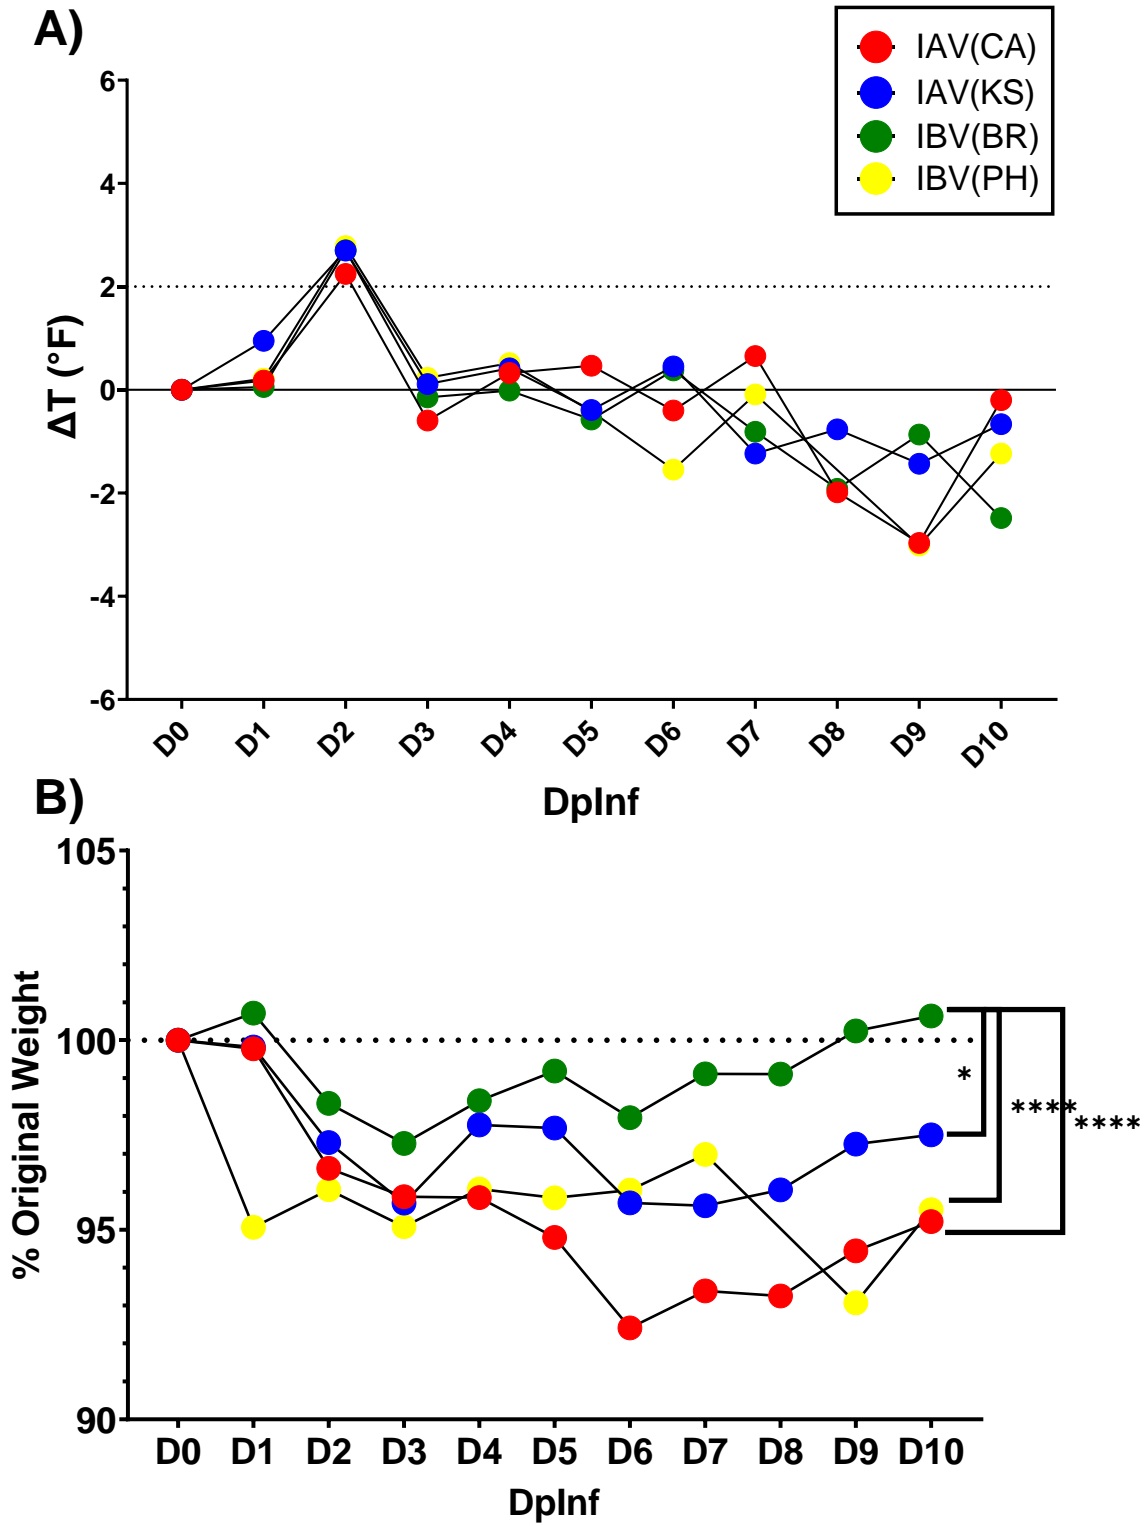 A)
IAV(CA)
IAV(KS)
IBV(BR)
IBV(PH)
6
4
2
0
-2
-4
-6
ΔT (°F)
D0 D1 D2 D3 D4 D5 D6 D7 D8 D9 D10
DpInf
B)
105
100
95
90
% Original Weight
*
****
****
D0 D1 D2 D3 D4 D5 D6 D7 D8 D9 D10
DpInf